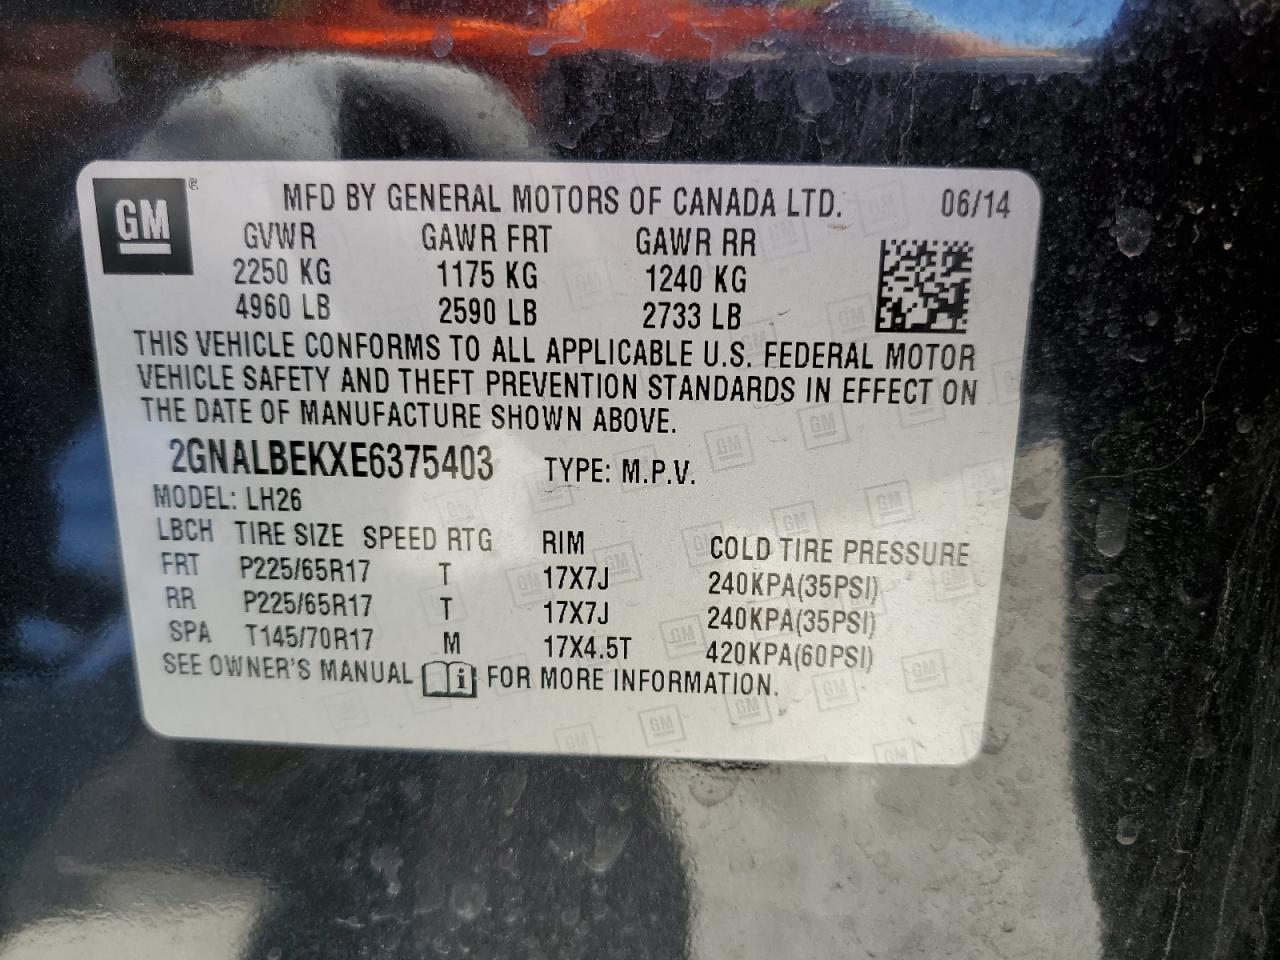 GM
MFD BY GENERAL MOTORS OF CANADA LTD. 06/14
GVWR GAWR FRT GAWR RR
2250 KG 1175 KG 1240 KG
4960 LB 2590 LB 2733 LB
THIS VEHICLE CONFORMS TO ALL APPLICABLE U.S. FEDERAL MOTOR
VEHICLE SAFETY AND THEFT PREVENTION STANDARDS IN EFFECT ON
THE DATE OF MANUFACTURE SHOWN ABOVE.
2GNALBEKXE6375403 TYPE: M.P.V.
MODEL: LH26
LBCH TIRE SIZE SPEED RTG RIM COLD TIRE PRESSURE
FRT P225/65R17 T 17X7J 240KPA(35PSI)
RR P225/65R17 T 17X7J 240KPA(35PSI)
SPA T145/70R17 M 17X4.5T 420KPA(60PSI)
SEE OWNER'S MANUAL i FOR MORE INFORMATION.